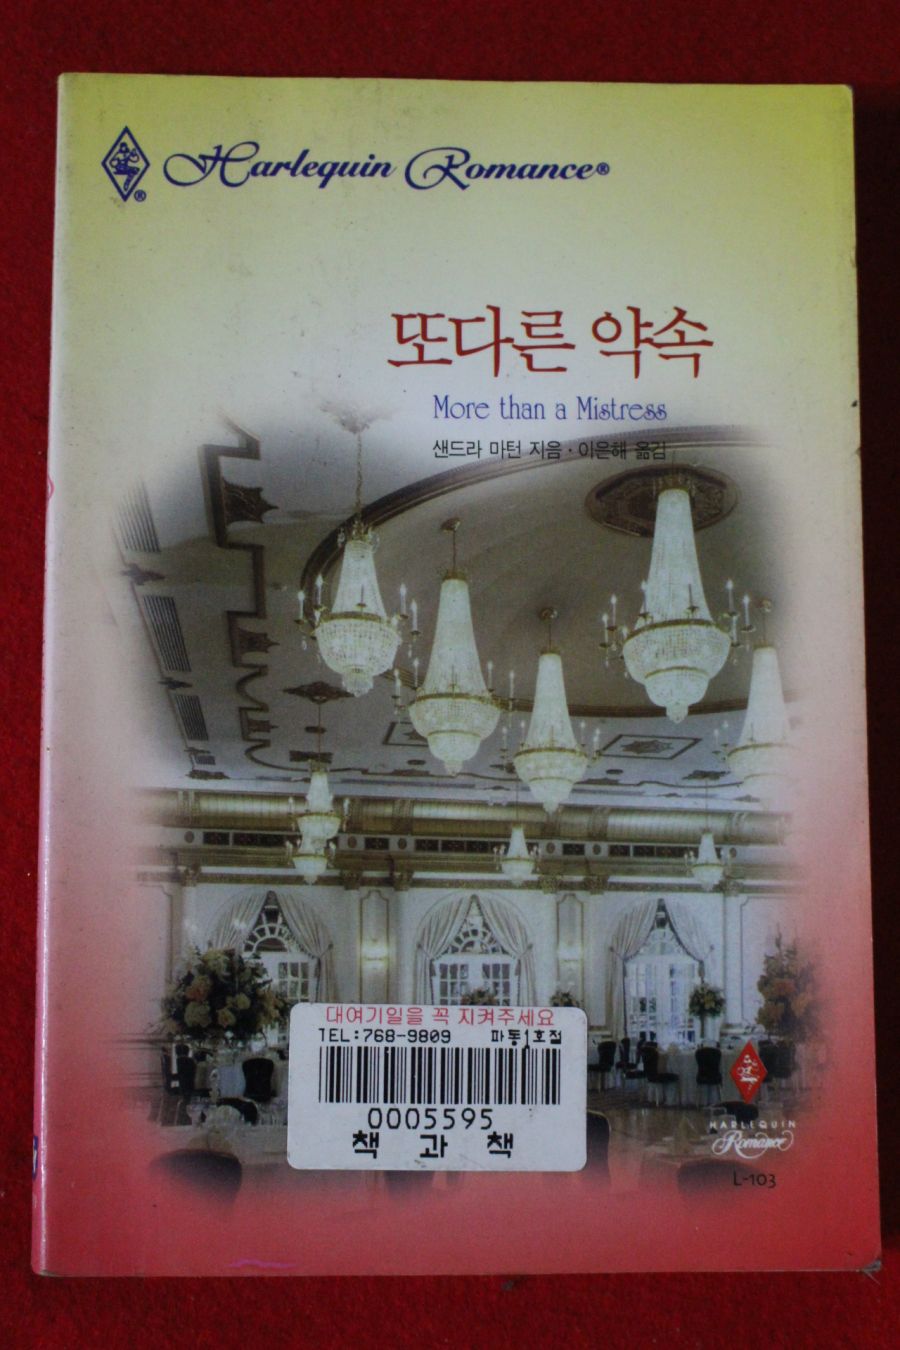 Harlequin Romance®
®
또다른 약속
More than a Mistress
샌드라 마턴 지음 · 이은해 옮김
대여기일을 꼭 지켜주세요
TEL:768-9809 파동1호점
0005595
책 과 책
HARLEQUIN
Romance
L-103